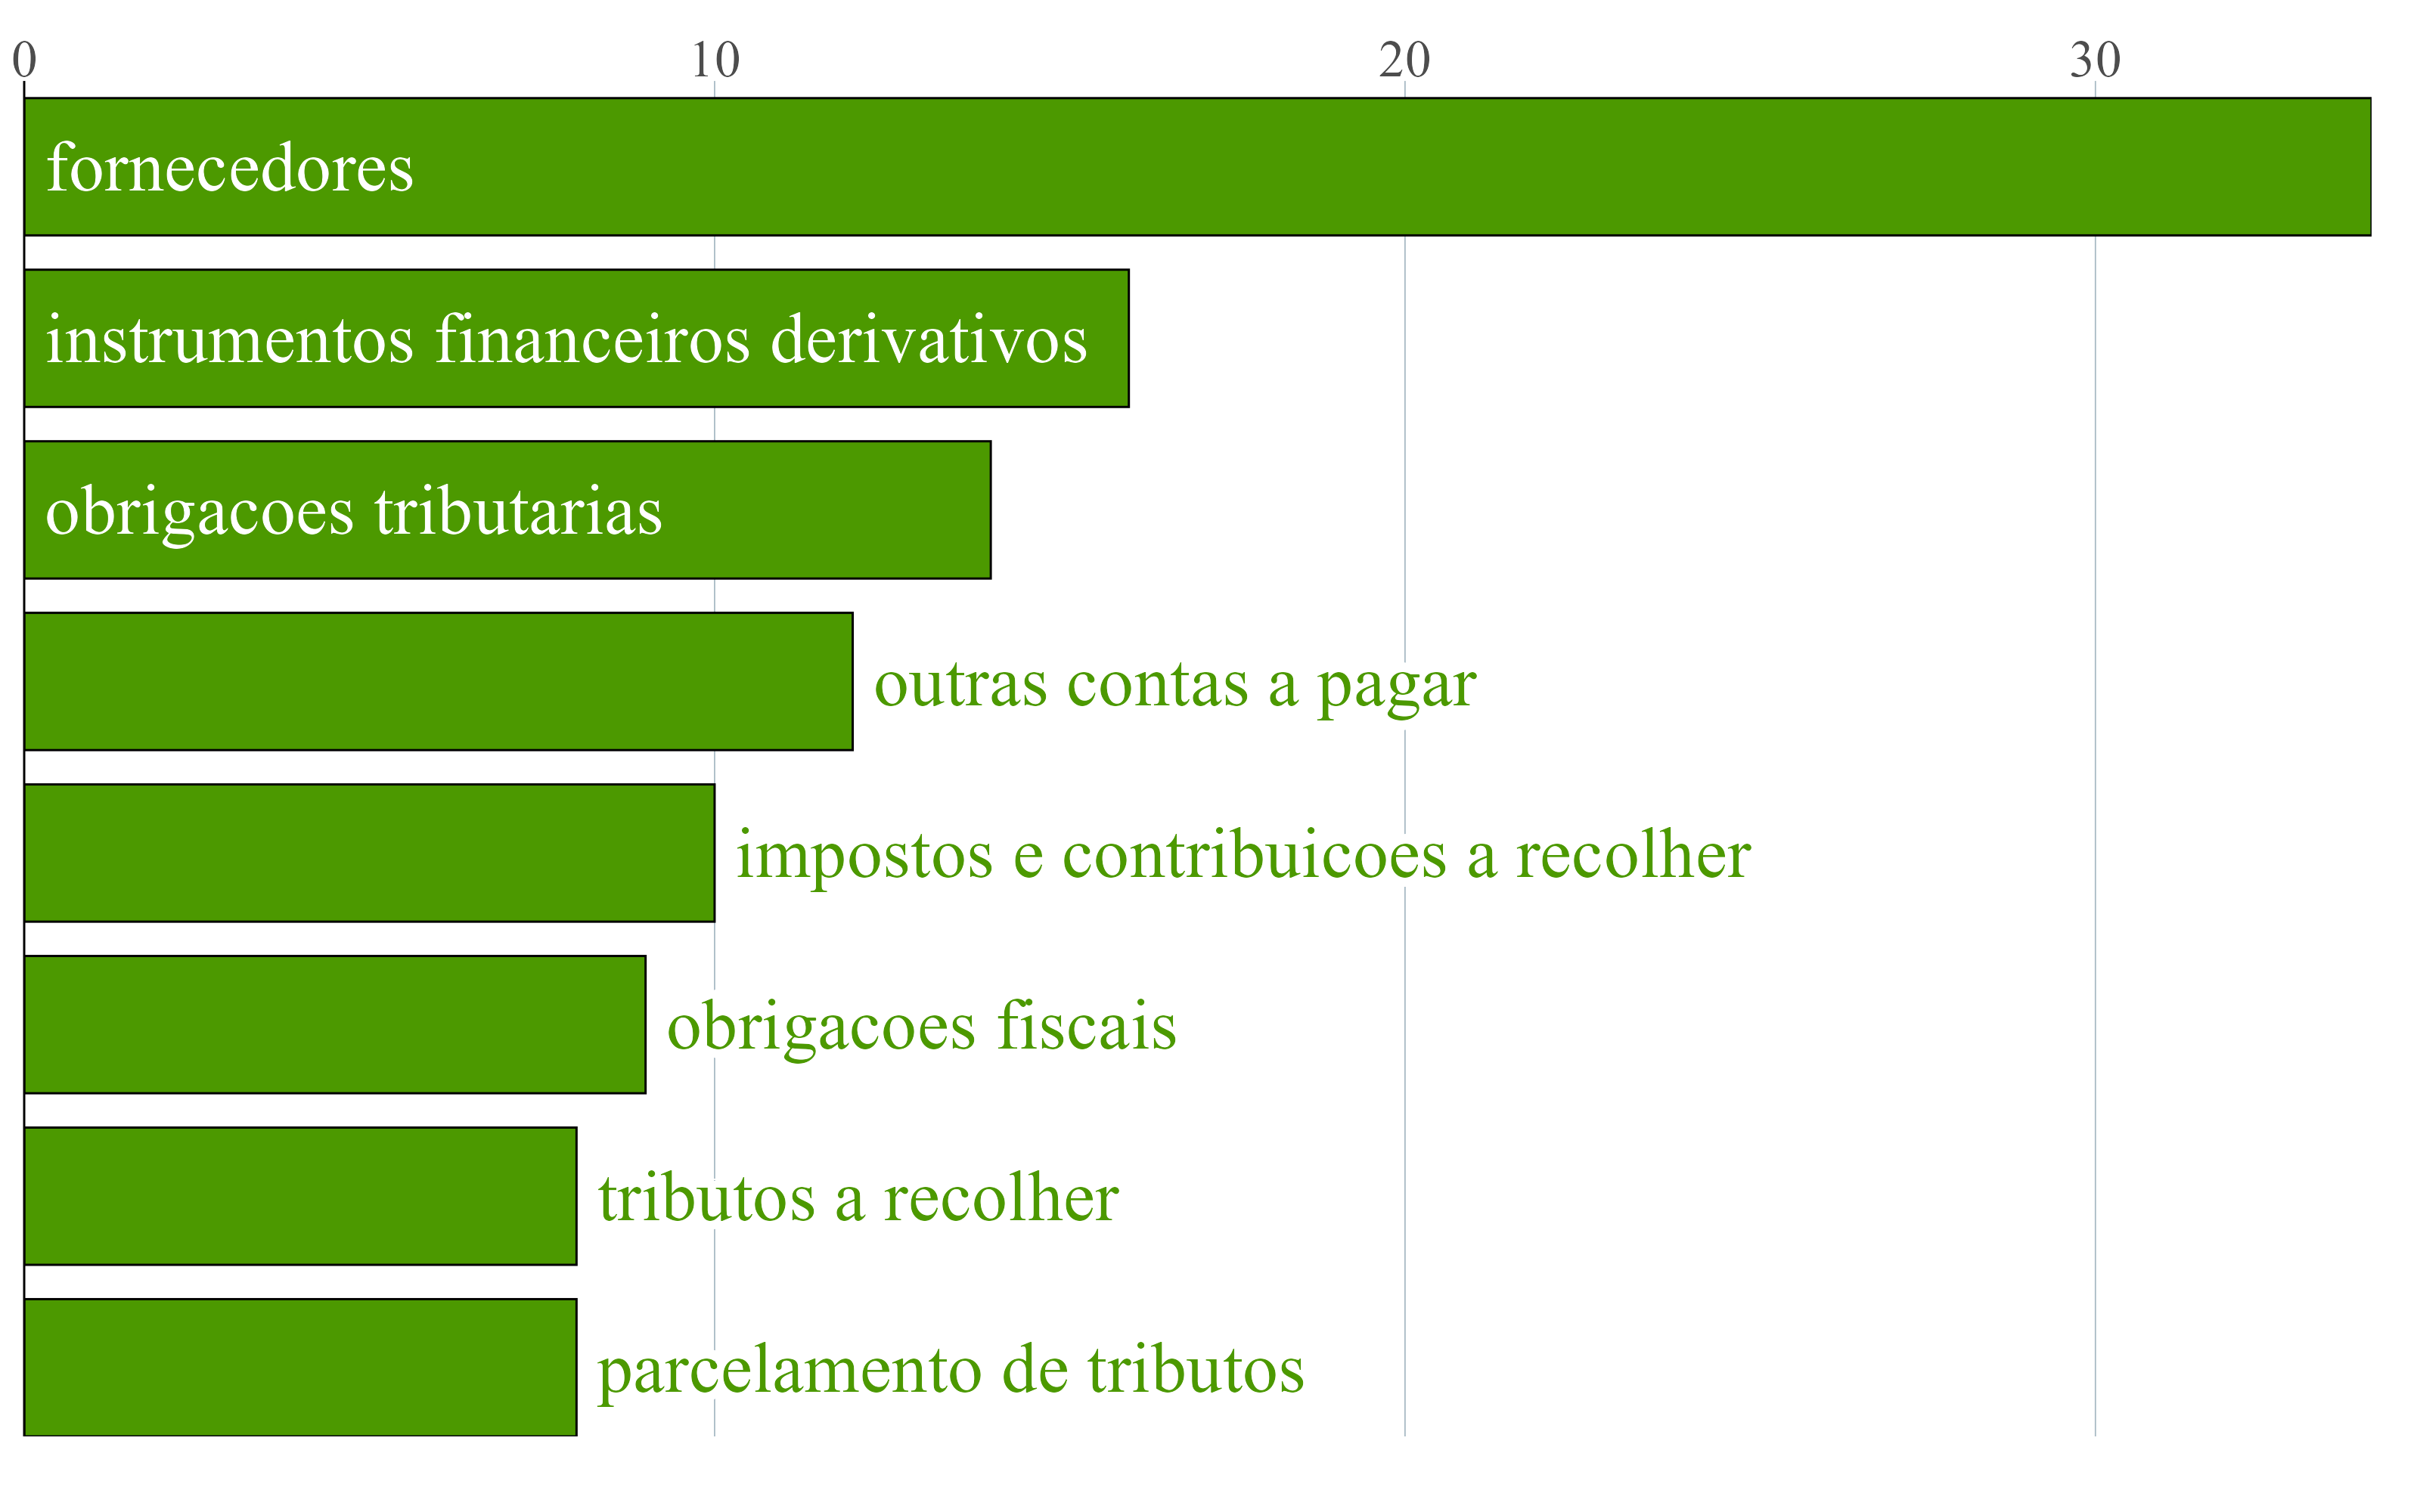 0 10 20 30
fornecedores
instrumentos financeiros derivativos
obrigacoes tributarias
outras contas a pagar
impostos e contribuicoes a recolher
obrigacoes fiscais
tributos a recolher
parcelamento de tributos